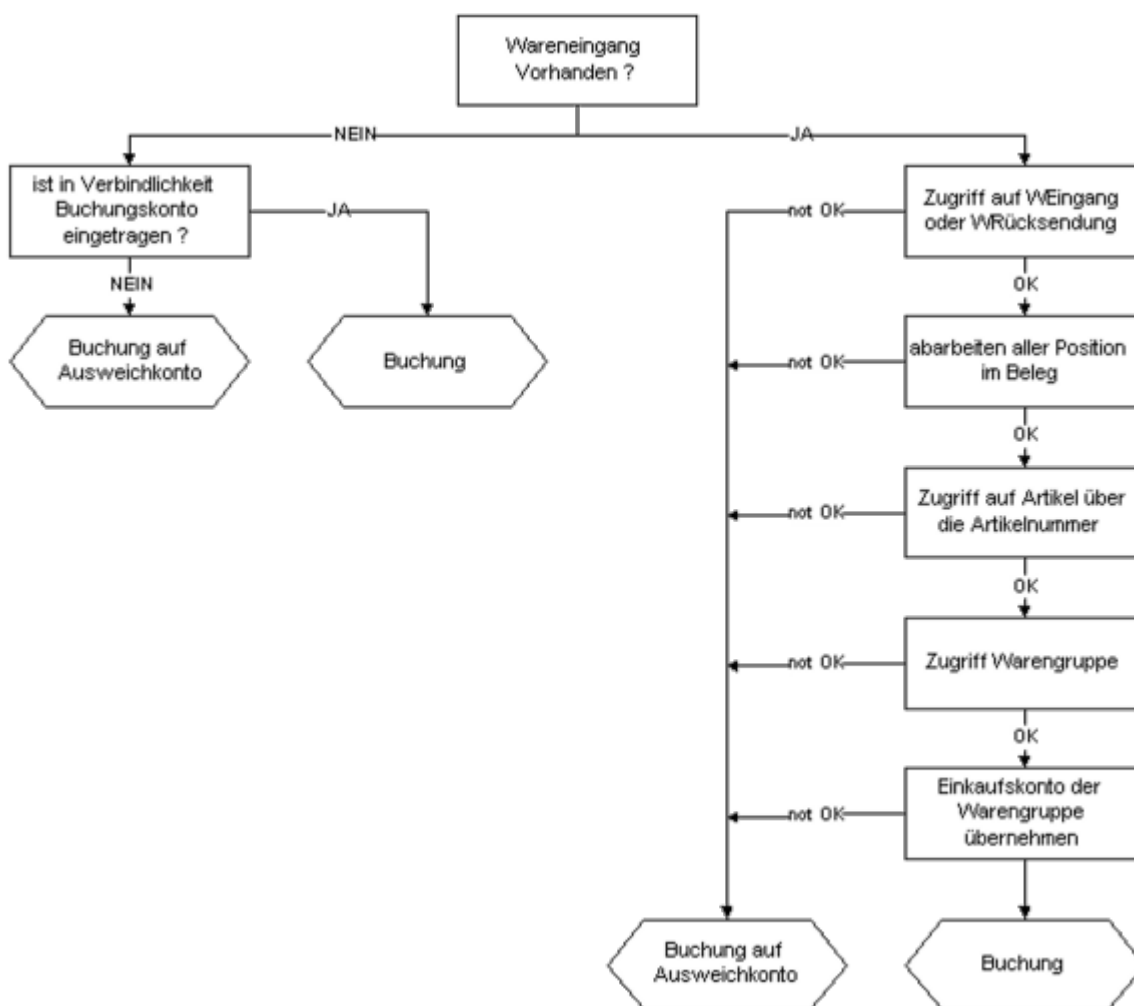 Wareneingang
Vorhanden ?
NEIN
JA
ist in Verbindlichkeit
Buchungskonto
eingetragen ?
JA
not OK
Zugriff auf WEingang
oder WRücksendung
NEIN
OK
Buchung auf
Ausweichkonto
Buchung
not OK
abarbeiten aller Position
im Beleg
OK
not OK
Zugriff auf Artikel über
die Artikelnummer
OK
not OK
Zugriff Warengruppe
OK
not OK
Einkaufskonto der
Warengruppe
übernehmen
Buchung auf
Ausweichkonto
Buchung